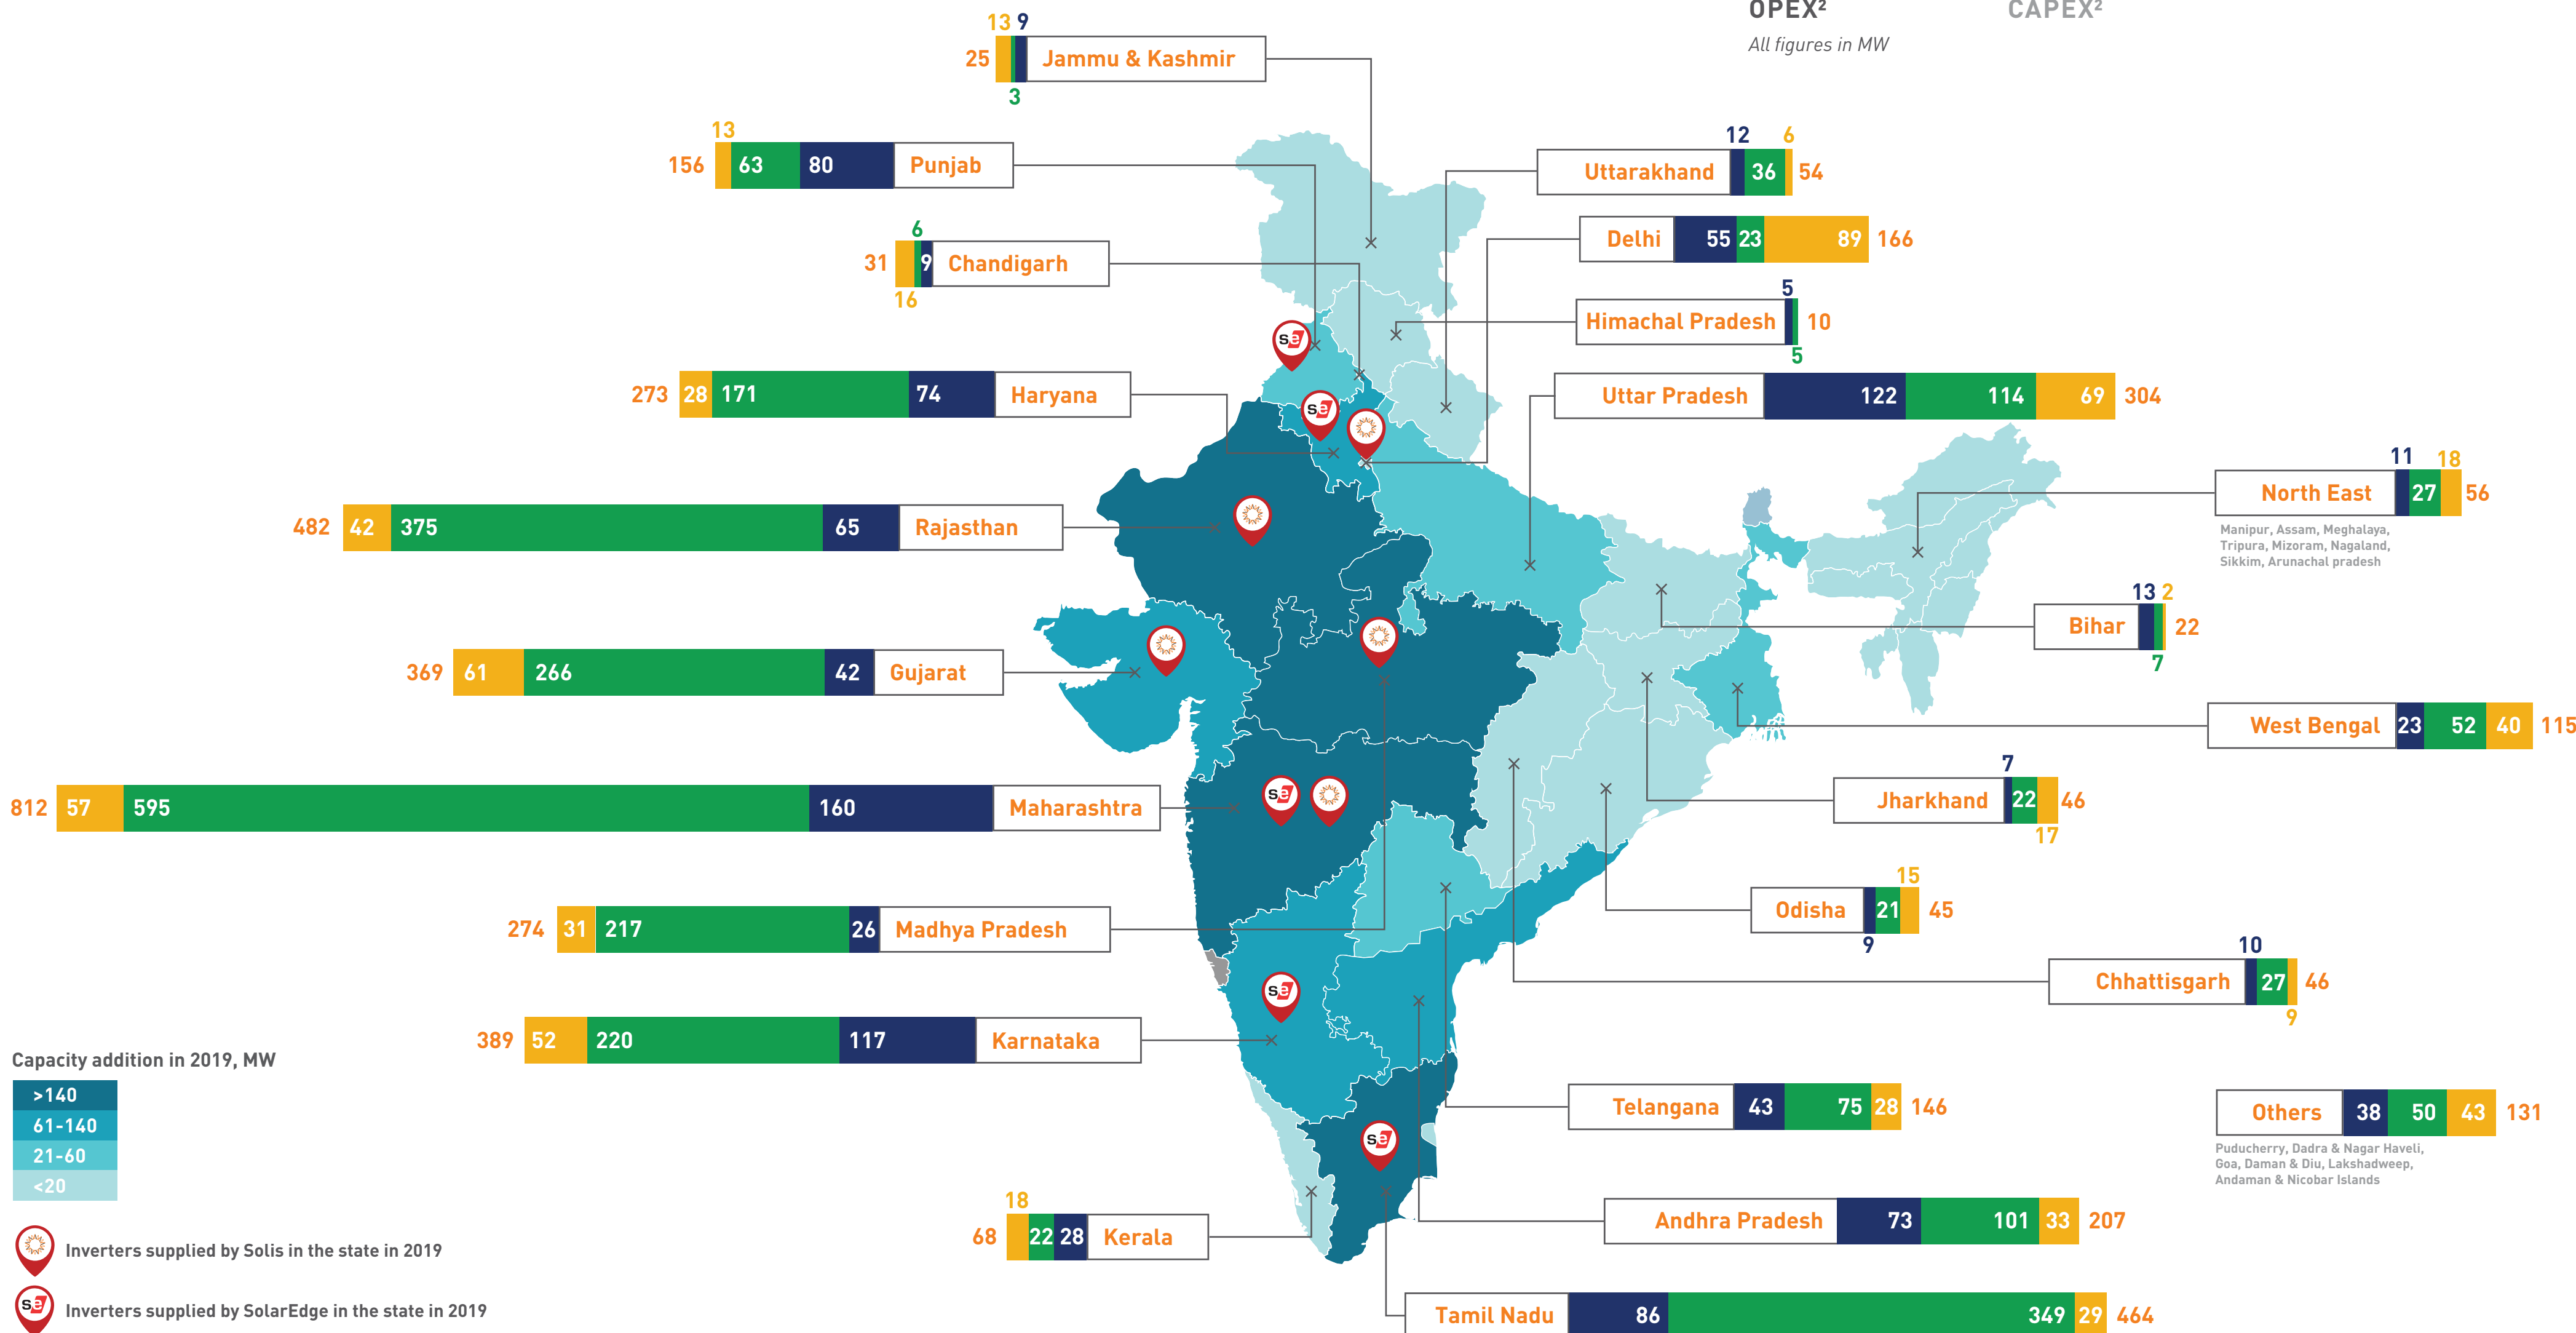 OPEX²
CAPEX²
All figures in MW
13 9
25 Jammu & Kashmir
3
13
156 63 80 Punjab
6
31 9 Chandigarh
16
273 28 171 74 Haryana
482 42 375 65 Rajasthan
369 61 266 42 Gujarat
812 57 595 160 Maharashtra
274 31 217 26 Madhya Pradesh
389 52 220 117 Karnataka
18
68 22 28 Kerala
12 6
Uttarakhand 36 54
Delhi 55 23 89 166
5
Himachal Pradesh 10
5
Uttar Pradesh 122 114 69 304
11 18
North East 27 56
Manipur, Assam, Meghalaya,
Tripura, Mizoram, Nagaland,
Sikkim, Arunachal pradesh
13 2
Bihar 22
7
West Bengal 23 52 40 115
7
Jharkhand 22 46
17
15
Odisha 21 45
9
10
Chhattisgarh 27 46
9
Telangana 43 75 28 146
Others 38 50 43 131
Puducherry, Dadra & Nagar Haveli,
Goa, Daman & Diu, Lakshadweep,
Andaman & Nicobar Islands
Andhra Pradesh 73 101 33 207
Tamil Nadu 86 349 29 464
se
se
se
se
se
Capacity addition in 2019, MW
>140
61-140
21-60
<20
Inverters supplied by Solis in the state in 2019
se Inverters supplied by SolarEdge in the state in 2019